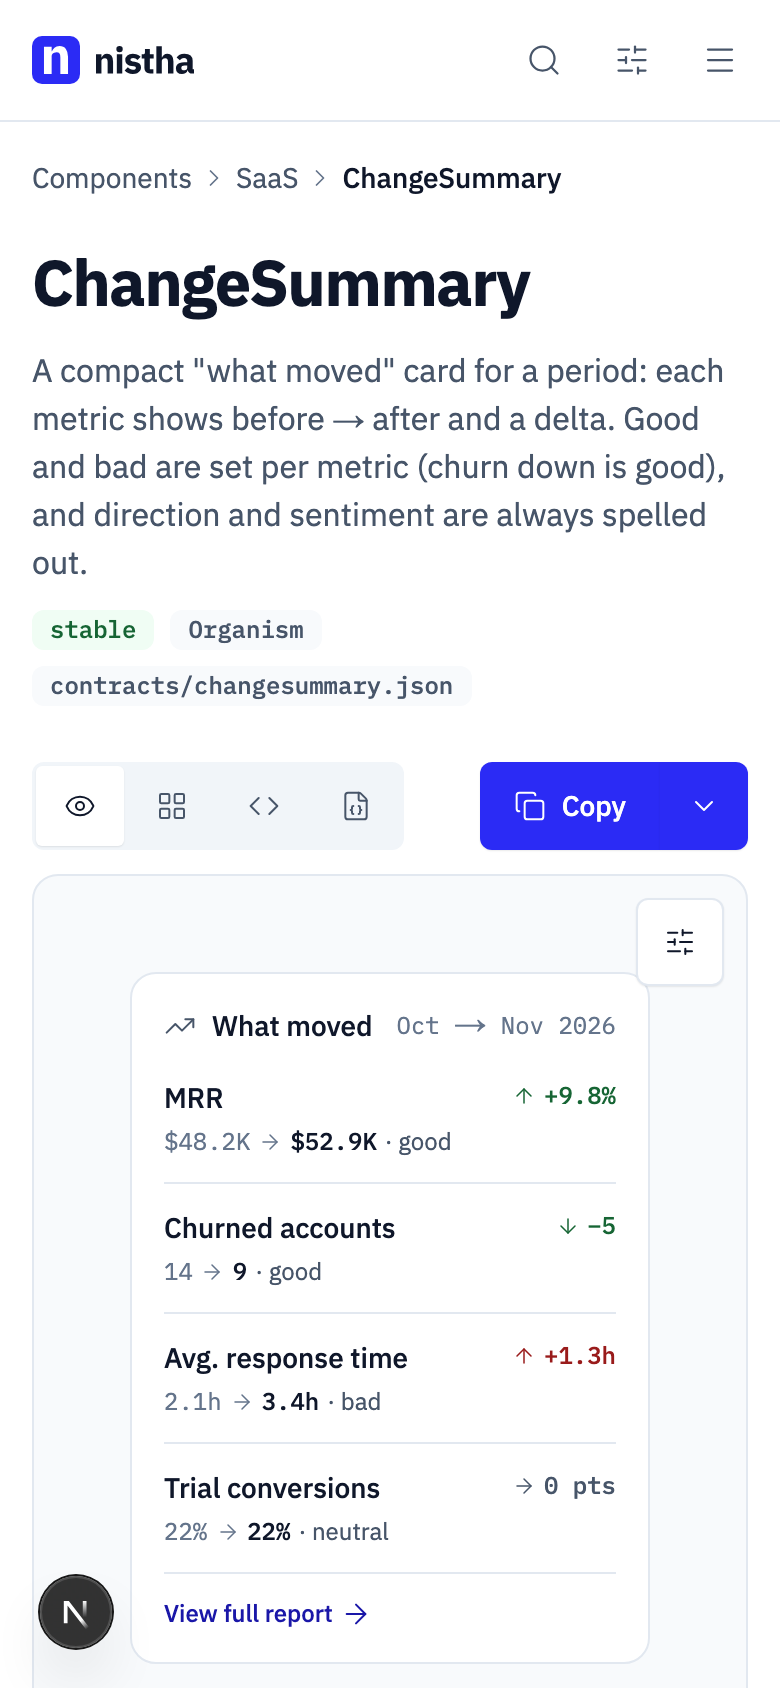 nistha
Components > SaaS > ChangeSummary
ChangeSummary
A compact "what moved" card for a period: each
metric shows before → after and a delta. Good
and bad are set per metric (churn down is good),
and direction and sentiment are always spelled
out.
stable Organism
contracts/changesummary.json
Copy
What moved Oct → Nov 2026
MRR ↑ +9.8%
$48.2K → $52.9K · good
Churned accounts ↓ −5
14 → 9 · good
Avg. response time ↑ +1.3h
2.1h → 3.4h · bad
Trial conversions → 0 pts
22% → 22% · neutral
View full report →